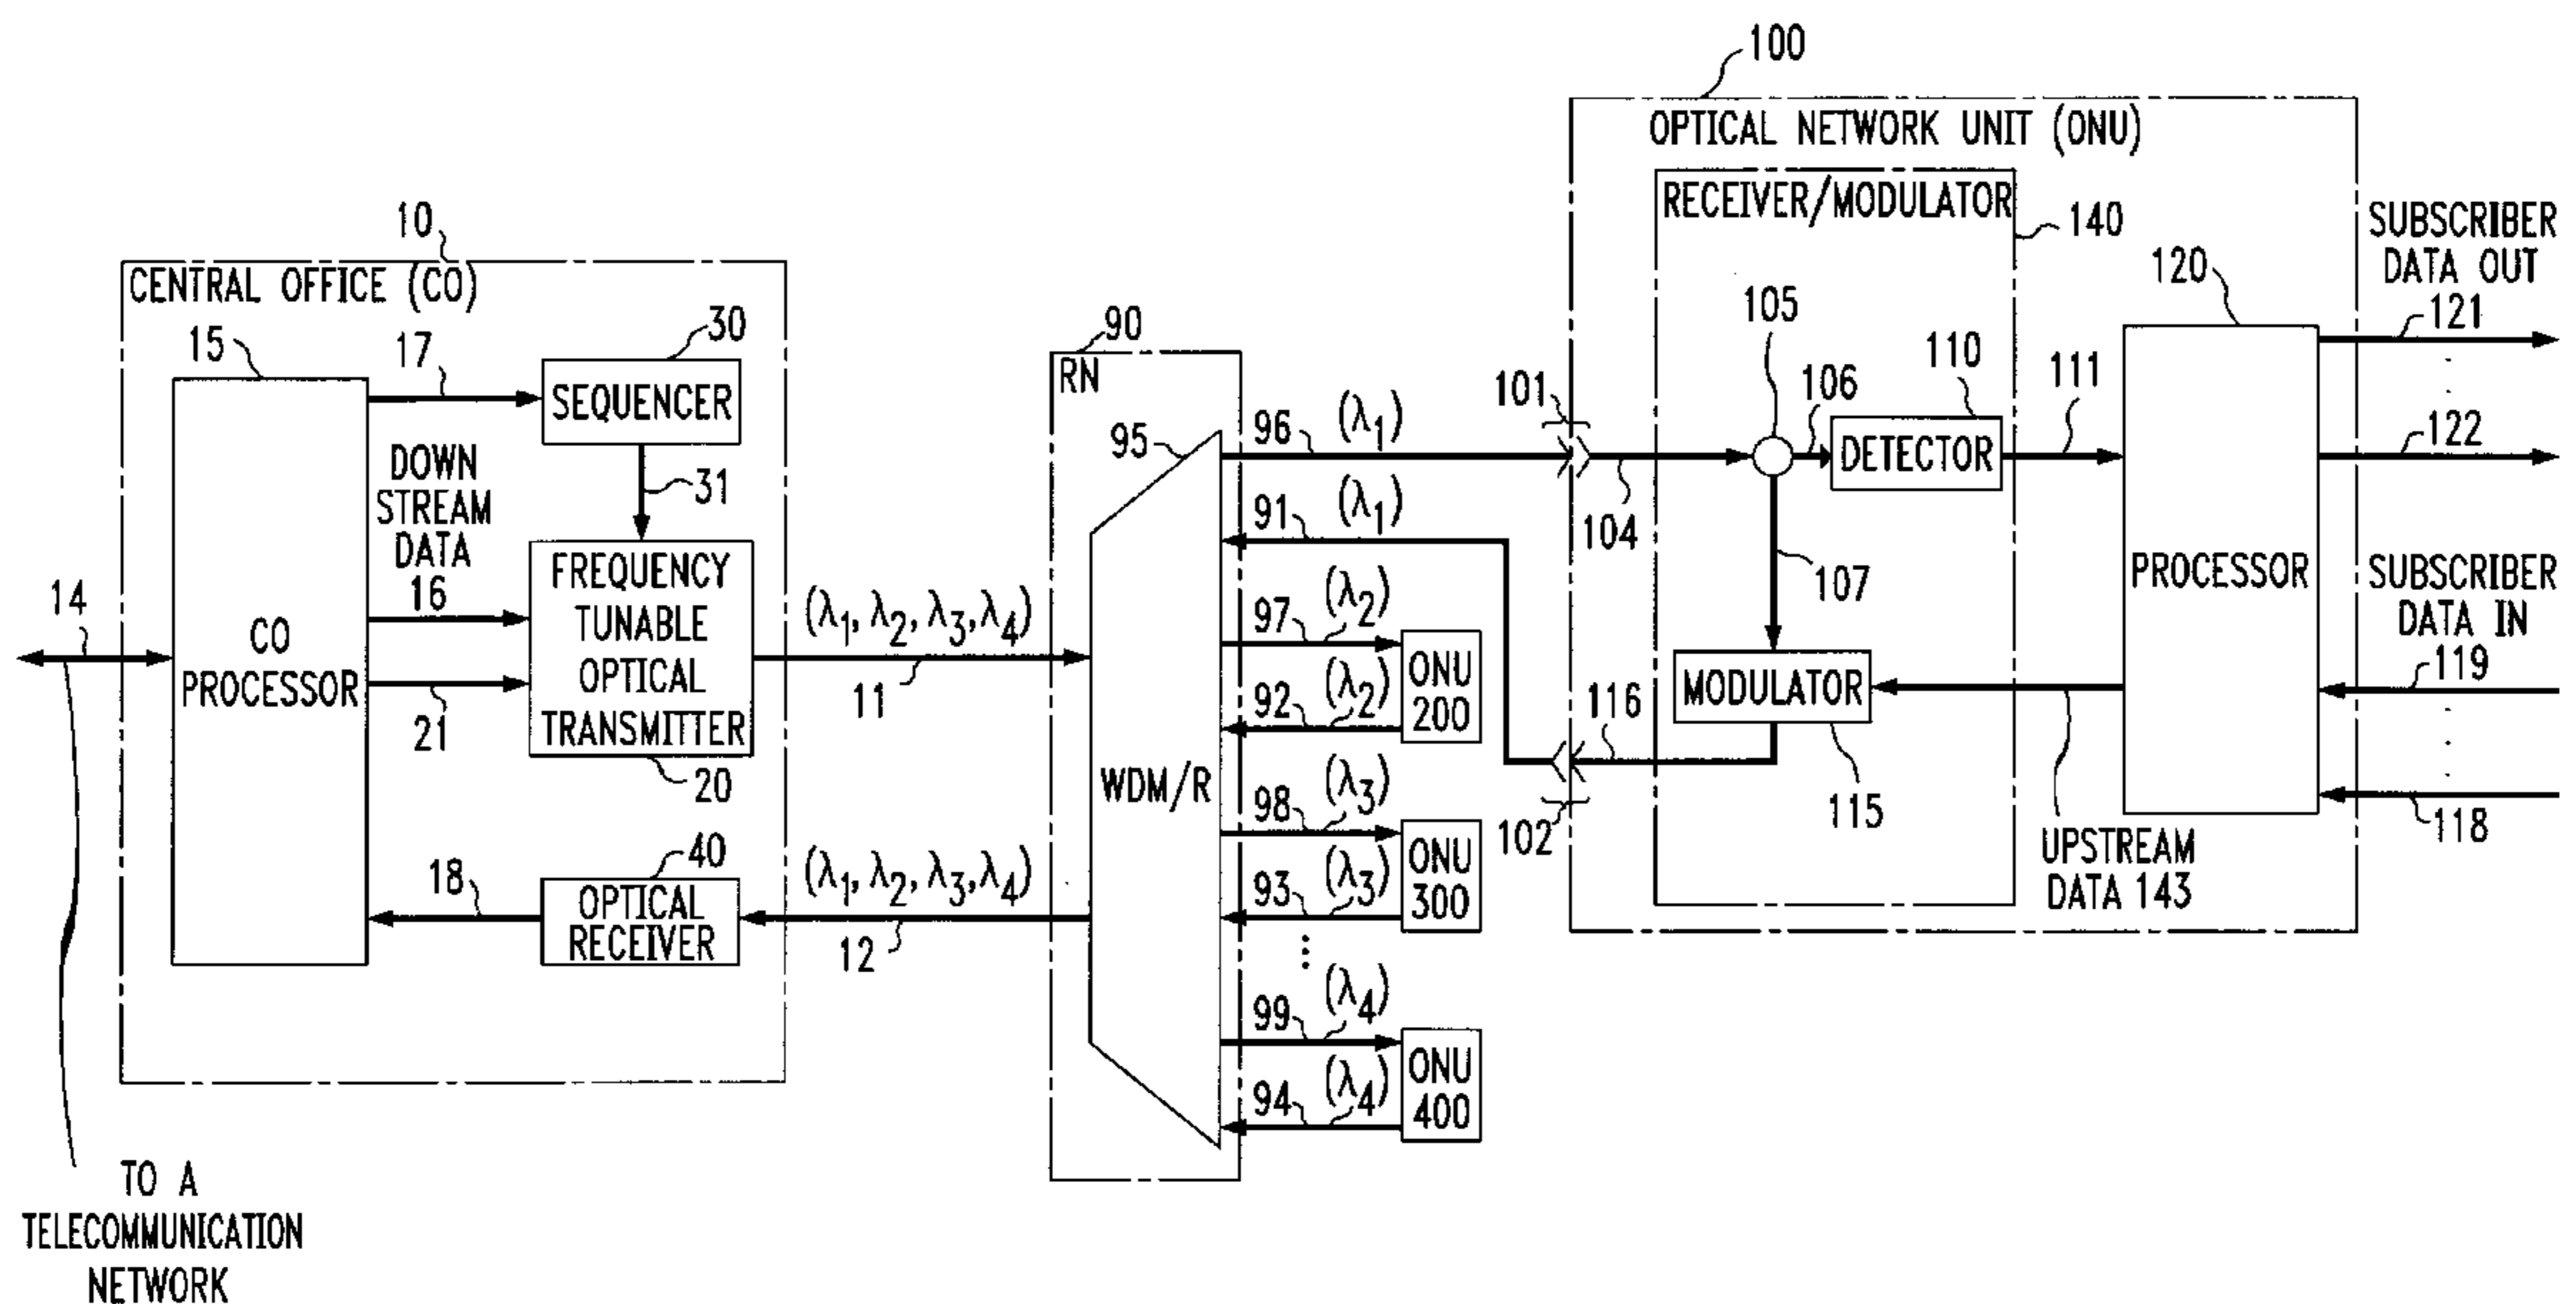 100
OPTICAL NETWORK UNIT (ONU)
RECEIVER/MODULATOR
140
SUBSCRIBER
DATA OUT
121
122
120
105
106
110
DETECTOR
111
104
107
PROCESSOR
SUBSCRIBER
DATA IN
119
118
MODULATOR
115
116
UPSTREAM
DATA 143
101
102
10
CENTRAL OFFICE (CO)
15
17
30
SEQUENCER
31
DOWN
STREAM
DATA
16
21
14
CO
PROCESSOR
FREQUENCY
TUNABLE
OPTICAL
TRANSMITTER
20
(λ1, λ2, λ3, λ4)
11
18
40
OPTICAL
RECEIVER
(λ1, λ2, λ3, λ4)
12
90
RN
95
WDM/R
96 (λ1)
91 (λ1)
97 (λ2)
92 (λ2)
ONU
200
98 (λ3)
93 (λ3)
ONU
300
99 (λ4)
94 (λ4)
ONU
400
TO A
TELECOMMUNICATION
NETWORK